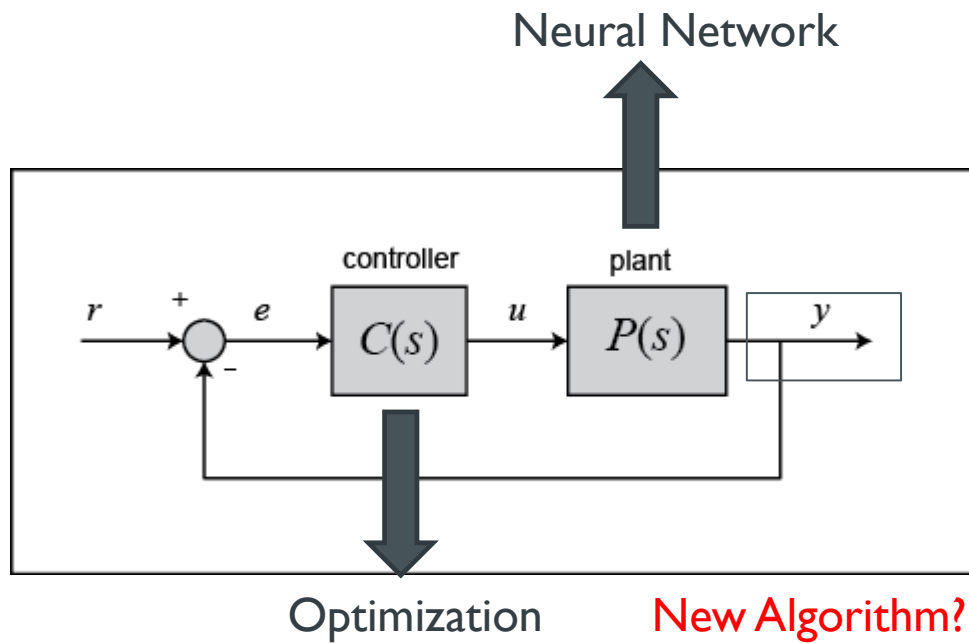 Neural Network
controller plant
r + e C(s) u P(s) y
−
Optimization New Algorithm?